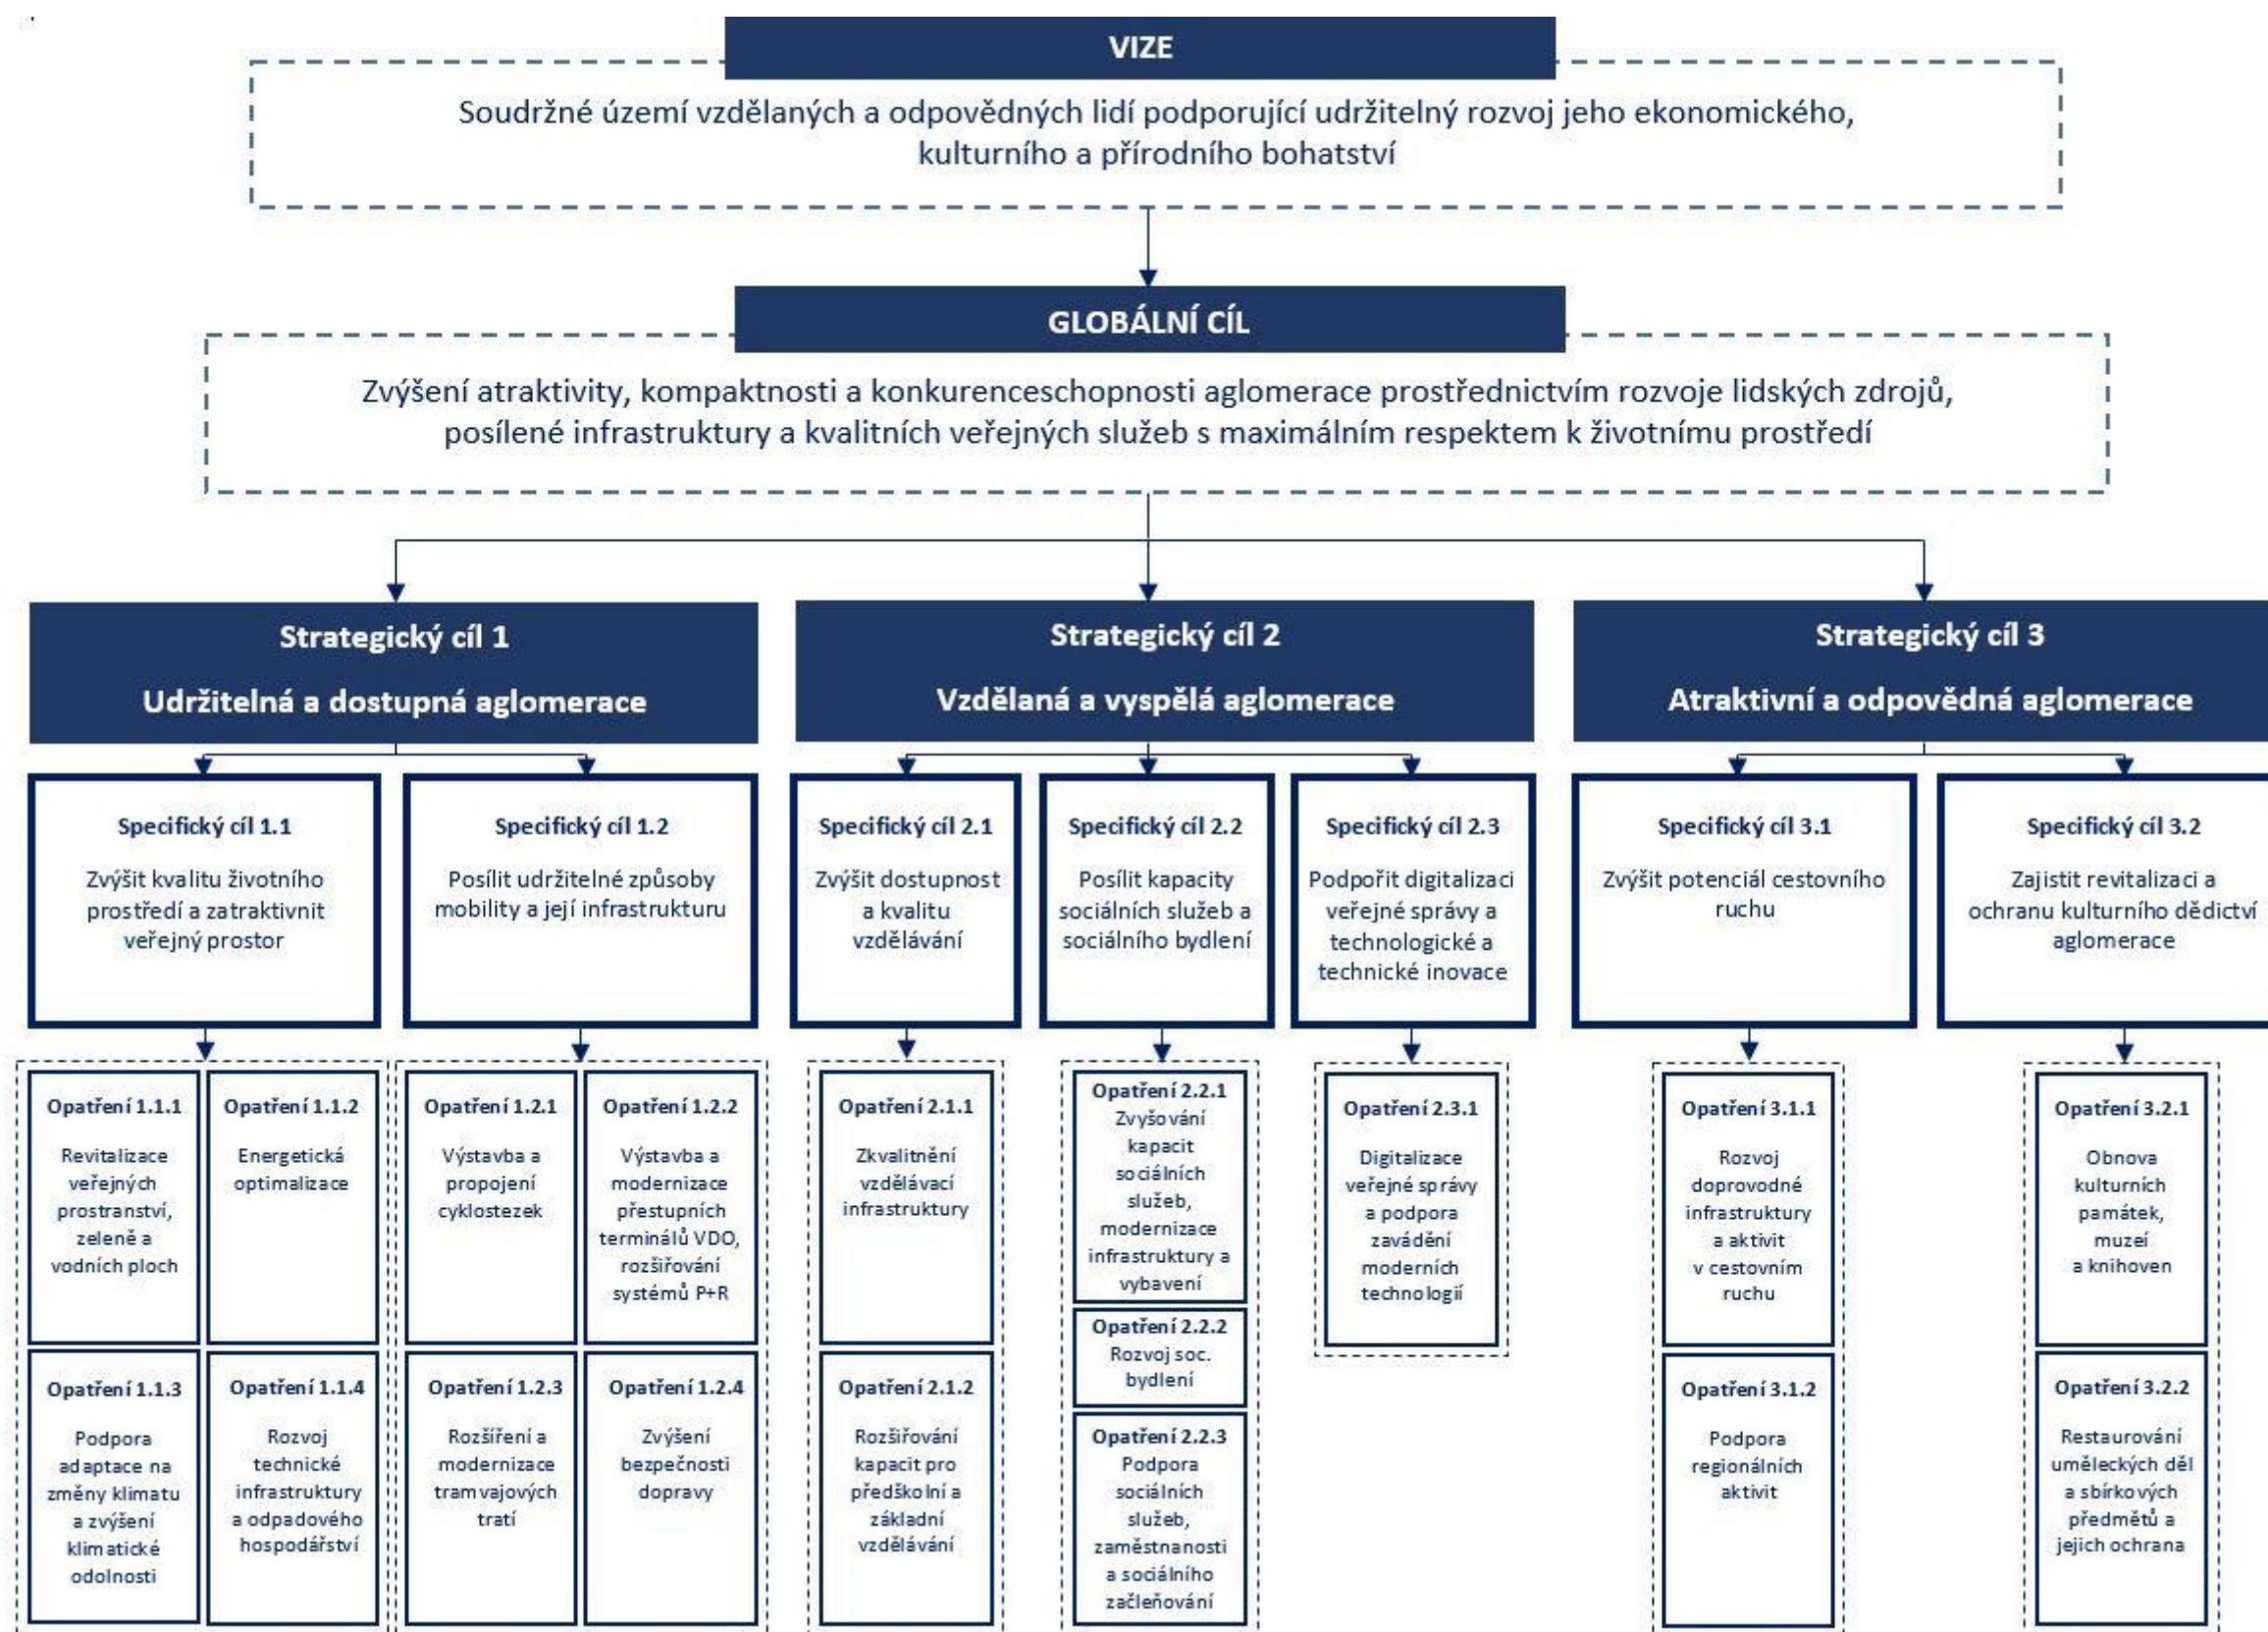 VIZE
Soudržné území vzdělaných a odpovědných lidí podporující udržitelný rozvoj jeho ekonomického,
kulturního a přírodního bohatství
GLOBÁLNÍ CÍL
Zvýšení atraktivity, kompaktnosti a konkurenceschopnosti aglomerace prostřednictvím rozvoje lidských zdrojů,
posílené infrastruktury a kvalitních veřejných služeb s maximálním respektem k životnímu prostředí
Strategický cíl 1
Udržitelná a dostupná aglomerace
Strategický cíl 2
Vzdělaná a vyspělá aglomerace
Strategický cíl 3
Atraktivní a odpovědná aglomerace
Specifický cíl 1.1
Zvýšit kvalitu životního
prostředí a zatraktivnit
veřejný prostor
Specifický cíl 1.2
Posílit udržitelné způsoby
mobility a její infrastrukturu
Specifický cíl 2.1
Zvýšit dostupnost
a kvalitu
vzdělávání
Specifický cíl 2.2
Posílit kapacity
sociálních služeb a
sociálního bydlení
Specifický cíl 2.3
Podpořit digitalizaci
veřejné správy a
technologické a
technické inovace
Specifický cíl 3.1
Zvýšit potenciál cestovního
ruchu
Specifický cíl 3.2
Zajistit revitalizaci a
ochranu kulturního dědictví
aglomerace
Opatření 1.1.1
Revitalizace
veřejných
prostranství,
zeleně a
vodních ploch
Opatření 1.1.2
Energetická
optimalizace
Opatření 1.1.3
Podpora
adaptace na
změny klimatu
a zvýšení
klimatické
odolnosti
Opatření 1.1.4
Rozvoj
technické
infrastruktury
a odpadového
hospodářství
Opatření 1.2.1
Výstavba a
propojení
cyklostezek
Opatření 1.2.2
Výstavba a
modernizace
přestupních
terminálů VDO,
rozšiřování
systémů P+R
Opatření 1.2.3
Rozšíření a
modernizace
tramvajových
tratí
Opatření 1.2.4
Zvýšení
bezpečnosti
dopravy
Opatření 2.1.1
Zkvalitnění
vzdělávací
infrastruktury
Opatření 2.1.2
Rozšiřování
kapacit pro
předškolní a
základní
vzdělávání
Opatření 2.2.1
Zvyšování
kapacit
sociálních
služeb,
modernizace
infrastruktury a
vybavení
Opatření 2.2.2
Rozvoj soc.
bydlení
Opatření 2.2.3
Podpora
sociálních
služeb,
zaměstnanosti
a sociálního
začleňování
Opatření 2.3.1
Digitalizace
veřejné správy
a podpora
zavádění
moderních
technologií
Opatření 3.1.1
Rozvoj
doprovodné
infrastruktury
a aktivit
v cestovním
ruchu
Opatření 3.1.2
Podpora
regionálních
aktivit
Opatření 3.2.1
Obnova
kulturních
památek,
muzeí
a knihoven
Opatření 3.2.2
Restaurování
uměleckých děl
a sbírkových
předmětů a
jejich ochrana